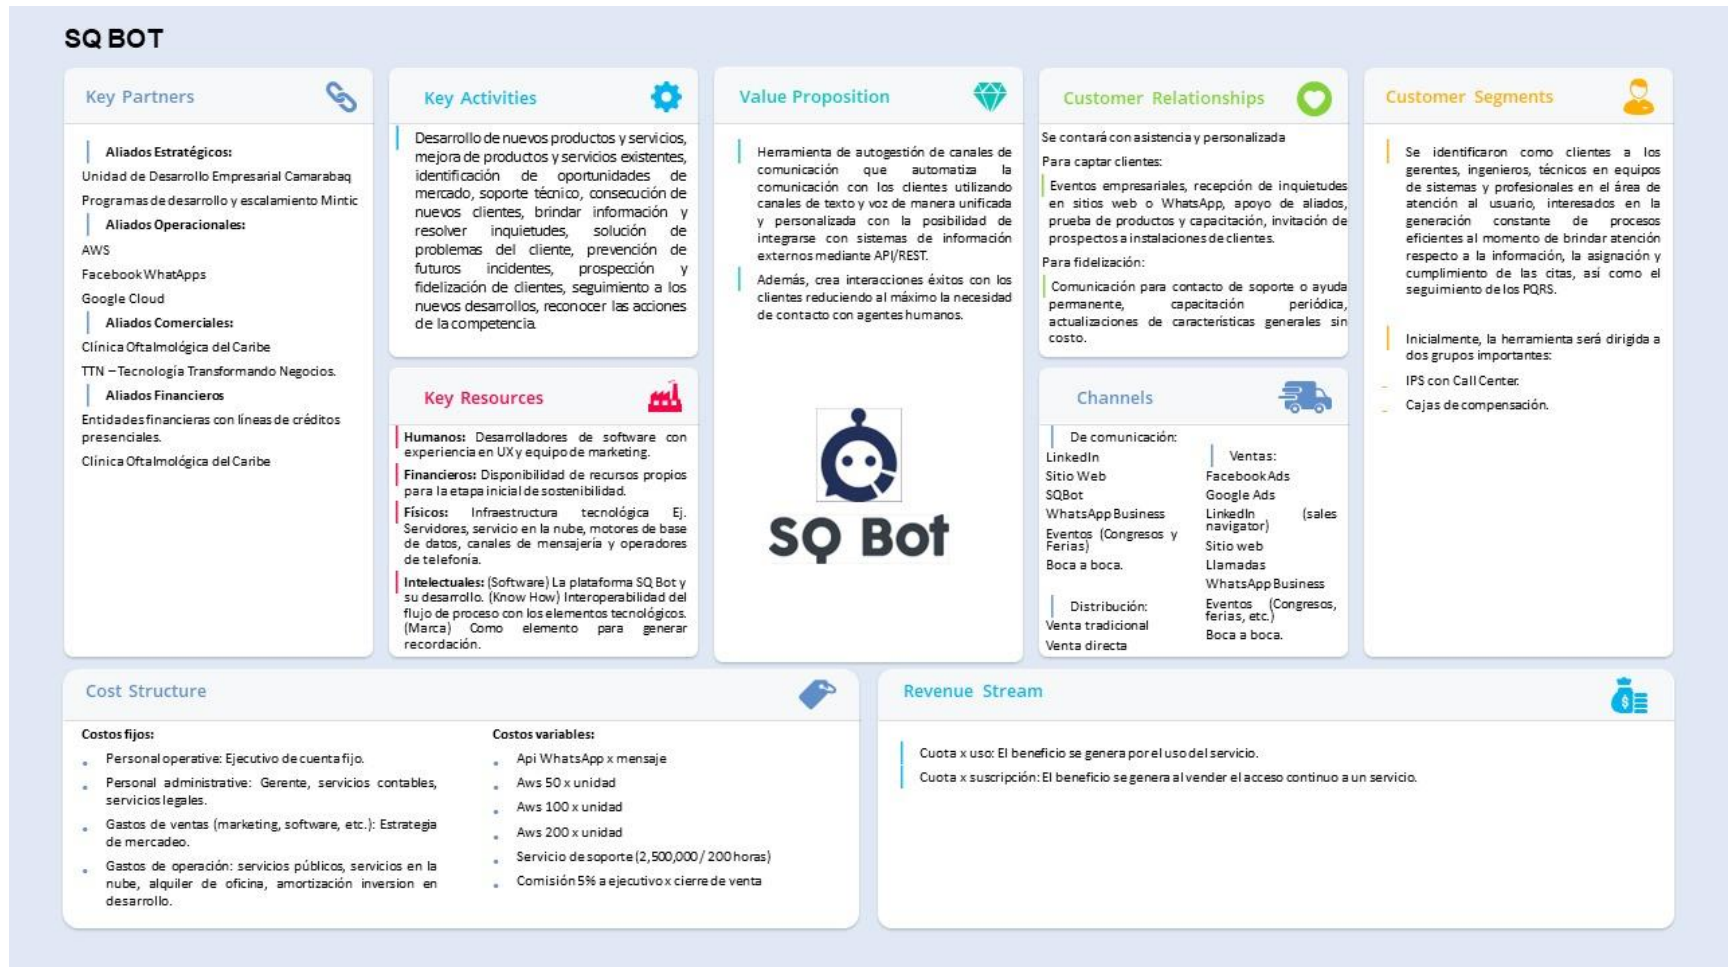 SQ BOT
Key Partners
Aliados Estratégicos:
Unidad de Desarrollo Empresarial Camarabaq
Programas de desarrollo y escalamiento Mintic
Aliados Operacionales:
AWS
Facebook WhatApps
Google Cloud
Aliados Comerciales:
Clínica Oftalmológica del Caribe
TTN – Tecnología Transformando Negocios.
Aliados Financieros
Entidades financieras con líneas de créditos
presenciales.
Clínica Oftalmológica del Caribe
Key Activities
Desarrollo de nuevos productos y servicios,
mejora de productos y servicios existentes,
identificación de oportunidades de
mercado, soporte técnico, consecución de
nuevos clientes, brindar información y
resolver inquietudes, solución de
problemas del cliente, prevención de
futuros incidentes, prospección y
fidelización de clientes, seguimiento a los
nuevos desarrollos, reconocer las acciones
de la competencia.
Key Resources
Humanos: Desarrolladores de software con
experiencia en UX y equipo de marketing.
Financieros: Disponibilidad de recursos propios
para la etapa inicial de sostenibilidad.
Físicos: Infraestructura tecnológica Ej.
Servidores, servicio en la nube, motores de base
de datos, canales de mensajería y operadores
de telefonía.
Intelectuales: (Software) La plataforma SQ Bot y
su desarrollo. (Know How) Interoperabilidad del
flujo de proceso con los elementos tecnológicos.
(Marca) Como elemento para generar
recordación.
Value Proposition
Herramienta de autogestión de canales de
comunicación que automatiza la
comunicación con los clientes utilizando
canales de texto y voz de manera unificada
y personalizada con la posibilidad de
integrarse con sistemas de información
externos mediante API/REST.
Además, crea interacciones éxitos con los
clientes reduciendo al máximo la necesidad
de contacto con agentes humanos.
SQ Bot
Customer Relationships
Se contará con asistencia y personalizada
Para captar clientes:
Eventos empresariales, recepción de inquietudes
en sitios web o WhatsApp, apoyo de aliados,
prueba de productos y capacitación, invitación de
prospectos a instalaciones de clientes.
Para fidelización:
Comunicación para contacto de soporte o ayuda
permanente, capacitación periódica,
actualizaciones de características generales sin
costo.
Channels
De comunicación:
LinkedIn
Sitio Web
SQBot
WhatsApp Business
Eventos (Congresos y
Ferias)
Boca a boca.
Distribución:
Venta tradicional
Venta directa
Ventas:
Facebook Ads
Google Ads
LinkedIn (sales
navigator)
Sitio web
Llamadas
WhatsApp Business
Eventos (Congresos,
ferias, etc.)
Boca a boca.
Customer Segments
Se identificaron como clientes a los
gerentes, ingenieros, técnicos en equipos
de sistemas y profesionales en el área de
atención al usuario, interesados en la
generación constante de procesos
eficientes al momento de brindar atención
respecto a la información, la asignación y
cumplimiento de las citas, así como el
seguimiento de los PQRS.
Inicialmente, la herramienta será dirigida a
dos grupos importantes:
IPS con Call Center.
Cajas de compensación.
Cost Structure
Costos fijos:
Personal operative: Ejecutivo de cuenta fijo.
Personal administrative: Gerente, servicios contables,
servicios legales.
Gastos de ventas (marketing, software, etc.): Estrategia
de mercadeo.
Gastos de operación: servicios públicos, servicios en la
nube, alquiler de oficina, amortización inversion en
desarrollo.
Costos variables:
Api WhatsApp x mensaje
Aws 50 x unidad
Aws 100 x unidad
Aws 200 x unidad
Servicio de soporte (2,500,000 / 200 horas)
Comisión 5% a ejecutivo x cierre de venta
Revenue Stream
Cuota x uso: El beneficio se genera por el uso del servicio.
Cuota x suscripción: El beneficio se genera al vender el acceso continuo a un servicio.